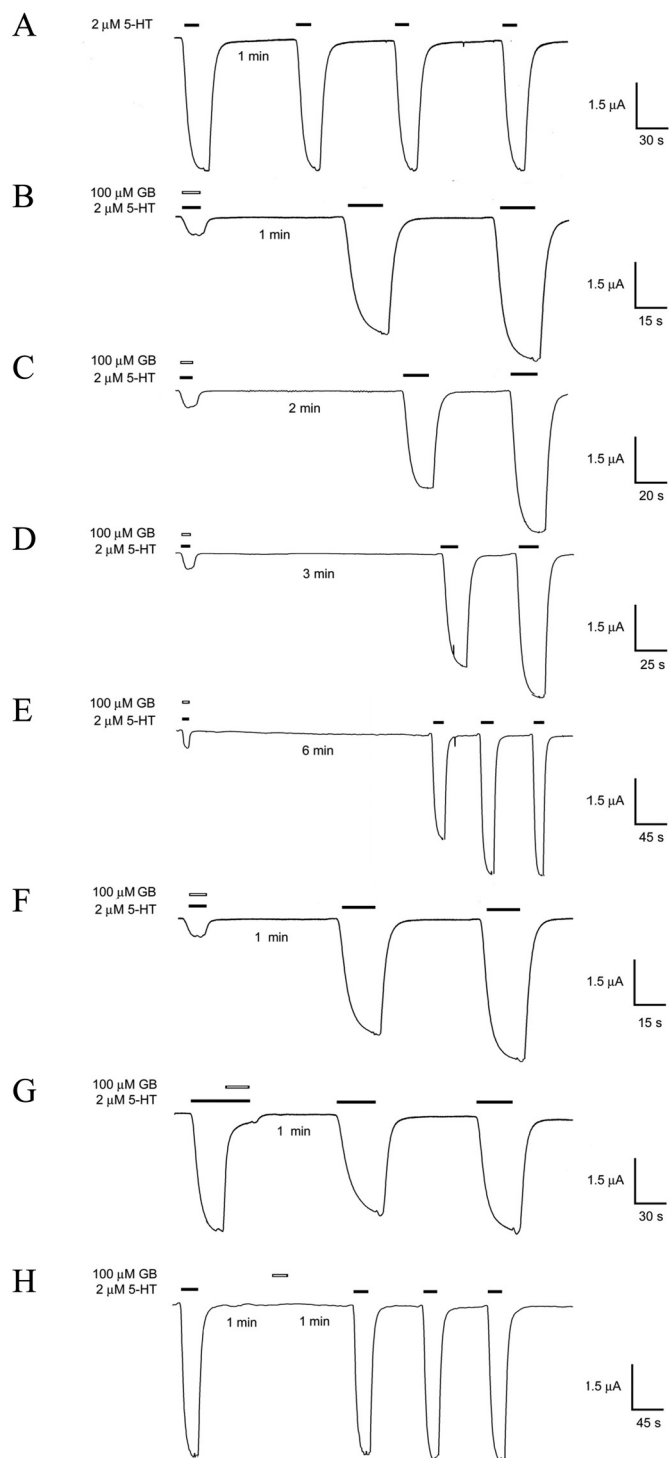 A
2 μM 5-HT
1 min
1.5 μA
30 s
B
100 μM GB
2 μM 5-HT
1 min
1.5 μA
15 s
C
100 μM GB
2 μM 5-HT
2 min
1.5 μA
20 s
D
100 μM GB
2 μM 5-HT
3 min
1.5 μA
25 s
E
100 μM GB
2 μM 5-HT
6 min
1.5 μA
45 s
F
100 μM GB
2 μM 5-HT
1 min
1.5 μA
15 s
G
100 μM GB
2 μM 5-HT
1 min
1.5 μA
30 s
H
100 μM GB
2 μM 5-HT
1 min 1 min
1.5 μA
45 s